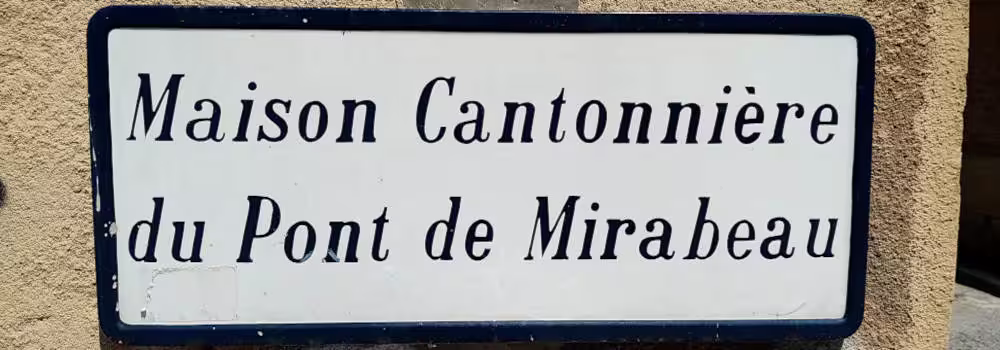 Maison Cantonnière
du Pont de Mirabeau